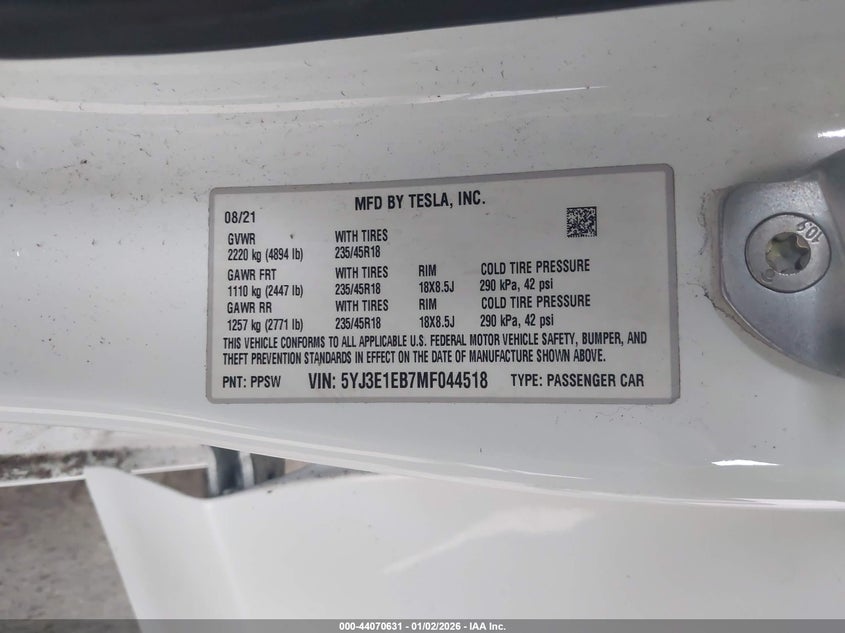 MFD BY TESLA, INC.
08/21
GVWR WITH TIRES
2220 kg (4894 lb) 235/45R18
GAWR FRT WITH TIRES RIM COLD TIRE PRESSURE
1110 kg (2447 lb) 235/45R18 18X8.5J 290 kPa, 42 psi
GAWR RR WITH TIRES RIM COLD TIRE PRESSURE
1257 kg (2771 lb) 235/45R18 18X8.5J 290 kPa, 42 psi
THIS VEHICLE CONFORMS TO ALL APPLICABLE U.S. FEDERAL MOTOR VEHICLE SAFETY, BUMPER, AND
THEFT PREVENTION STANDARDS IN EFFECT ON THE DATE OF MANUFACTURE SHOWN ABOVE.
PNT: PPSW VIN: 5YJ3E1EB7MF044518 TYPE: PASSENGER CAR
109
000-44070631 - 01/02/2026 - IAA Inc.